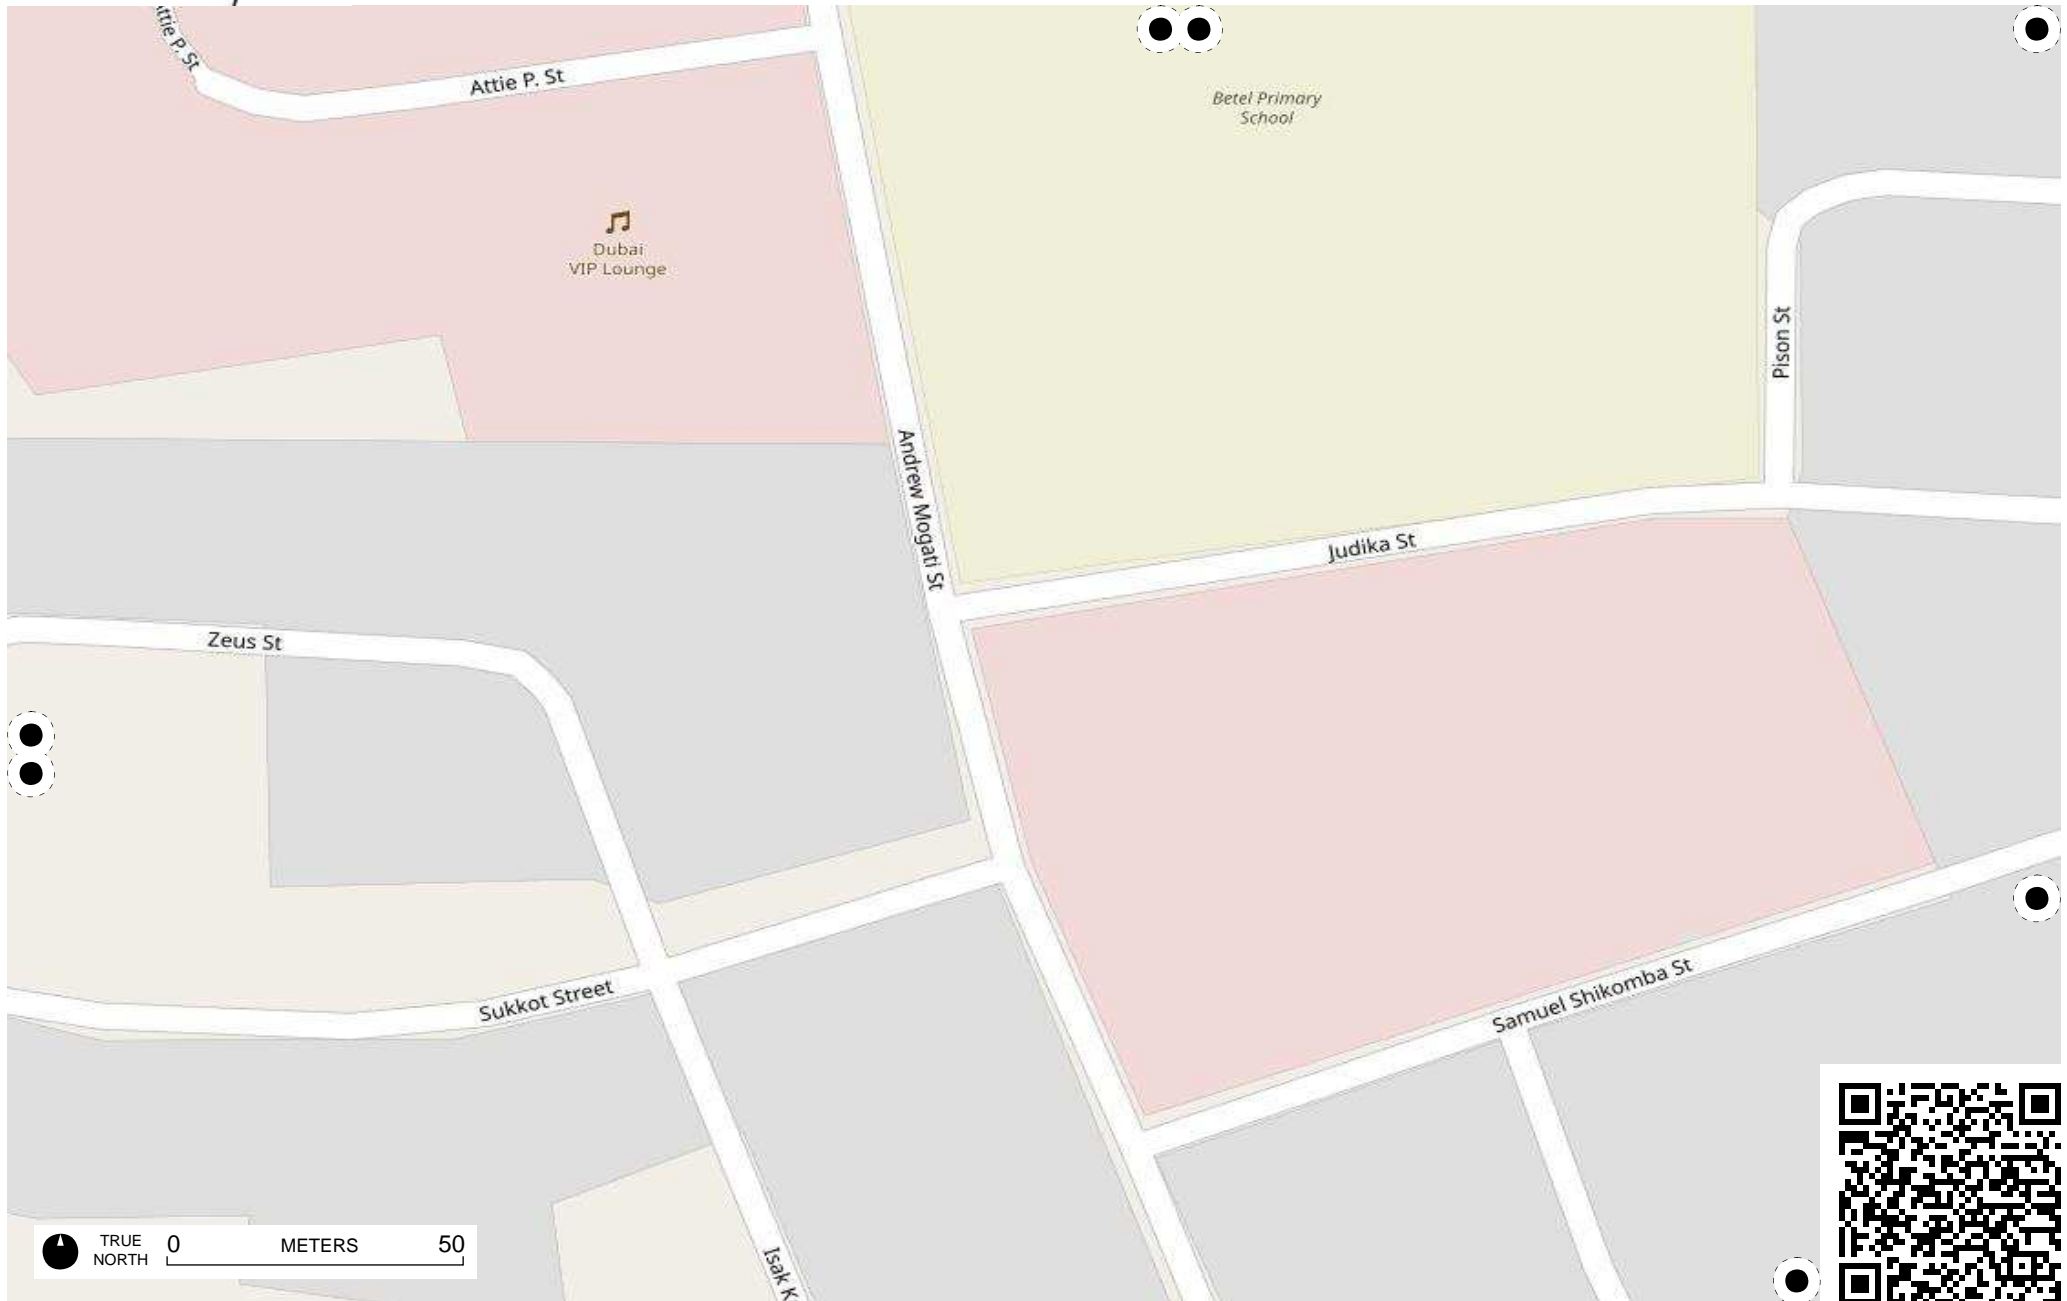 Attie P. St
Attie P. St
Betel Primary
School
Dubai
VIP Lounge
Pison St
Andrew Mogati St
Judika St
Zeus St
Sukkot Street
Samuel Shikomba St
Isak K
TRUE
NORTH
0 METERS 50